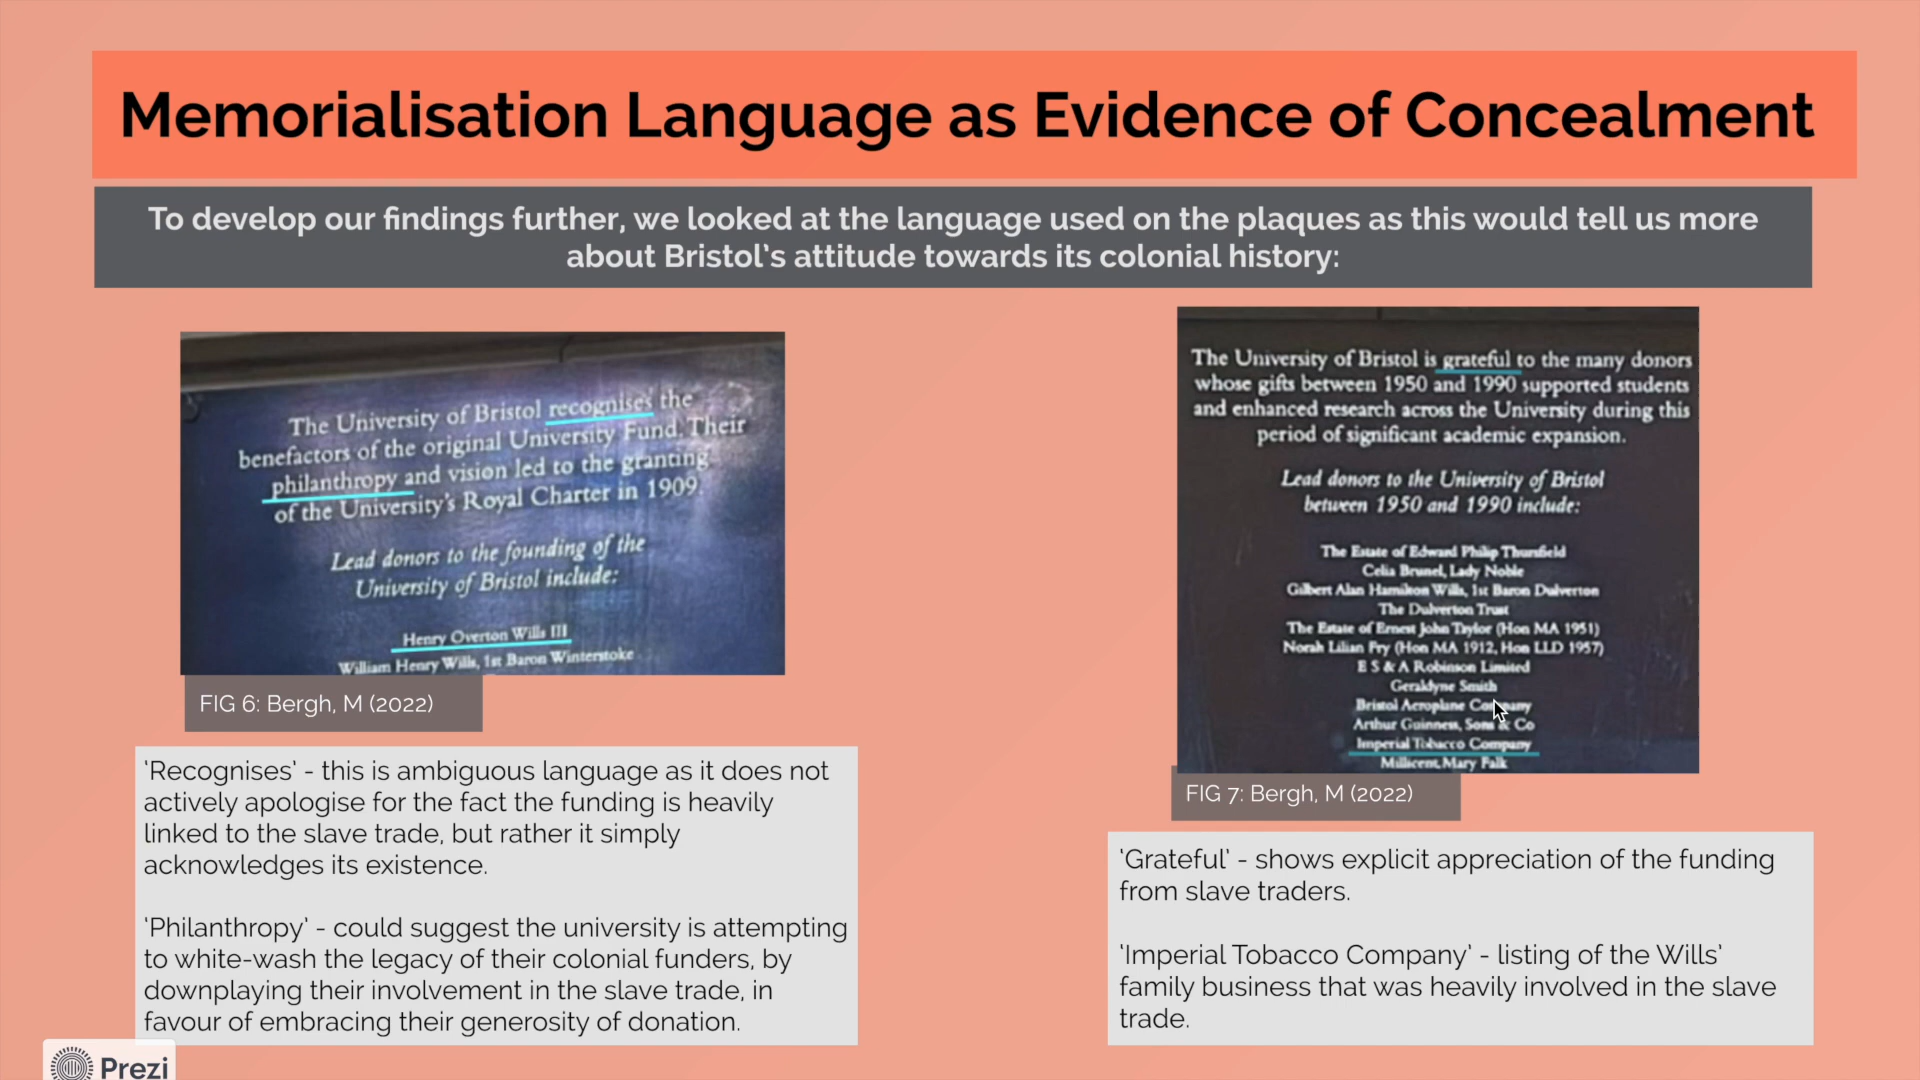 Memorialisation Language as Evidence of Concealment
To develop our findings further, we looked at the language used on the plaques as this would tell us more
about Bristol's attitude towards its colonial history:
The University of Bristol recognises the
benefactors of the original University Fund. Their
philanthropy and vision led to the granting
of the University's Royal Charter in 1909.
Lead donors to the founding of the
University of Bristol include:
Henry Overton Wills III
William Henry Wills, 1st Baron Winterstoke
FIG 6: Bergh, M (2022)
'Recognises' - this is ambiguous language as it does not
actively apologise for the fact the funding is heavily
linked to the slave trade, but rather it simply
acknowledges its existence.
'Philanthropy' - could suggest the university is attempting
to white-wash the legacy of their colonial funders, by
downplaying their involvement in the slave trade, in
favour of embracing their generosity of donation.
The University of Bristol is grateful to the many donors
whose gifts between 1950 and 1990 supported students
and enhanced research across the University during this
period of significant academic expansion.
Lead donors to the University of Bristol
between 1950 and 1990 include:
The Estate of Edward Philip Thursfield
Celia Brunel, Lady Noble
Gilbert Alan Hamilton Wills, 1st Baron Dulverton
The Dulverton Trust
The Estate of Ernest John Taylor (Hon MA 1951)
Norah Lilian Fry (Hon MA 1912, Hon LLD 1957)
E S & A Robinson Limited
Geraldyne Smith
Bristol Aeroplane Company
Arthur Guinness, Sons & Co
Imperial Tobacco Company
Millicent Mary Falk
FIG 7: Bergh, M (2022)
'Grateful' - shows explicit appreciation of the funding
from slave traders.
'Imperial Tobacco Company' - listing of the Wills'
family business that was heavily involved in the slave
trade.
Prezi